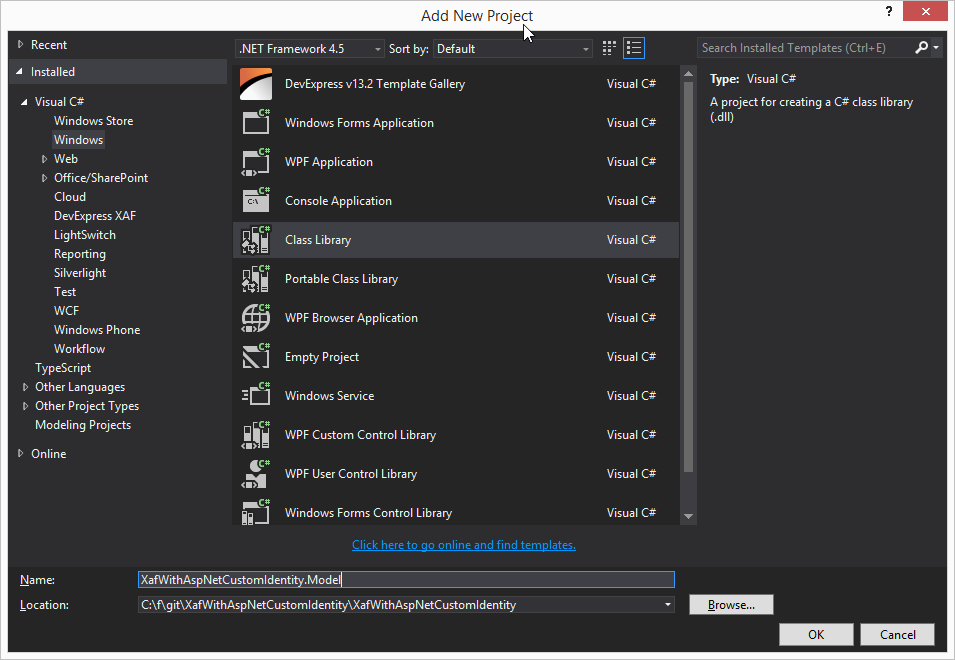 Add New Project
?
Recent
Installed
Visual C#
Windows Store
Windows
Web
Office/SharePoint
Cloud
DevExpress XAF
LightSwitch
Reporting
Silverlight
Test
WCF
Windows Phone
Workflow
TypeScript
Other Languages
Other Project Types
Modeling Projects
Online
.NET Framework 4.5 Sort by: Default
DevExpress v13.2 Template Gallery Visual C#
C# Windows Forms Application Visual C#
C# WPF Application Visual C#
C# C:\ Console Application Visual C#
C# Class Library Visual C#
C# Portable Class Library Visual C#
C# WPF Browser Application Visual C#
C# Empty Project Visual C#
C# Windows Service Visual C#
C# WPF Custom Control Library Visual C#
C# WPF User Control Library Visual C#
C# Windows Forms Control Library Visual C#
Click here to go online and find templates.
Search Installed Templates (Ctrl+E)
Type: Visual C#
A project for creating a C# class library
(.dll)
Name: XafWithAspNetCustomIdentity.Model
Location: C:\f\git\XafWithAspNetCustomIdentity\XafWithAspNetCustomIdentity Browse...
OK Cancel